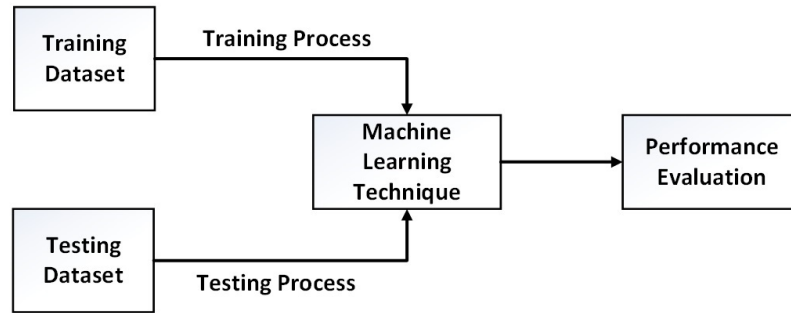 Training
Dataset
Training Process
Machine
Learning
Technique
Performance
Evaluation
Testing
Dataset
Testing Process